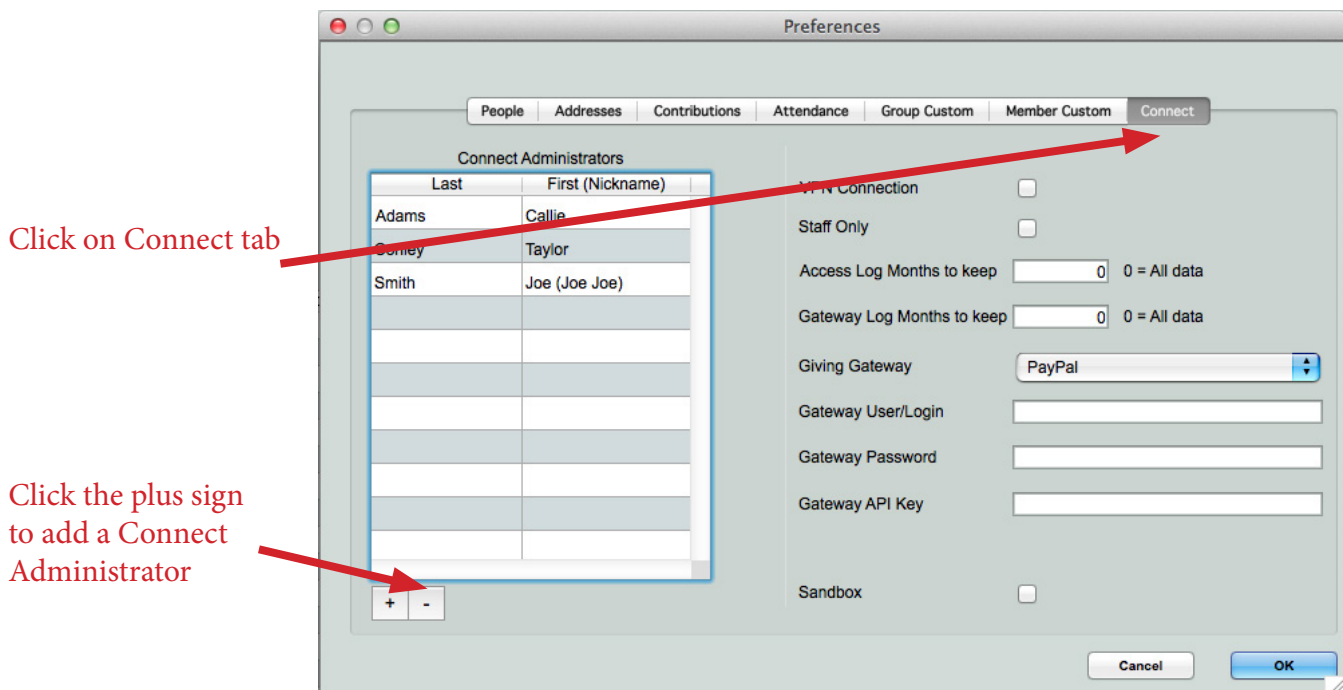 Preferences
People Addresses Contributions Attendance Group Custom Member Custom Connect
Connect Administrators
Last First (Nickname)
Adams Callie
Conley Taylor
Smith Joe (Joe Joe)
+ -
VPN Connection
Staff Only
Access Log Months to keep 0 0 = All data
Gateway Log Months to keep 0 0 = All data
Giving Gateway PayPal
Gateway User/Login
Gateway Password
Gateway API Key
Sandbox
Cancel OK
Click on Connect tab
Click the plus sign
to add a Connect
Administrator